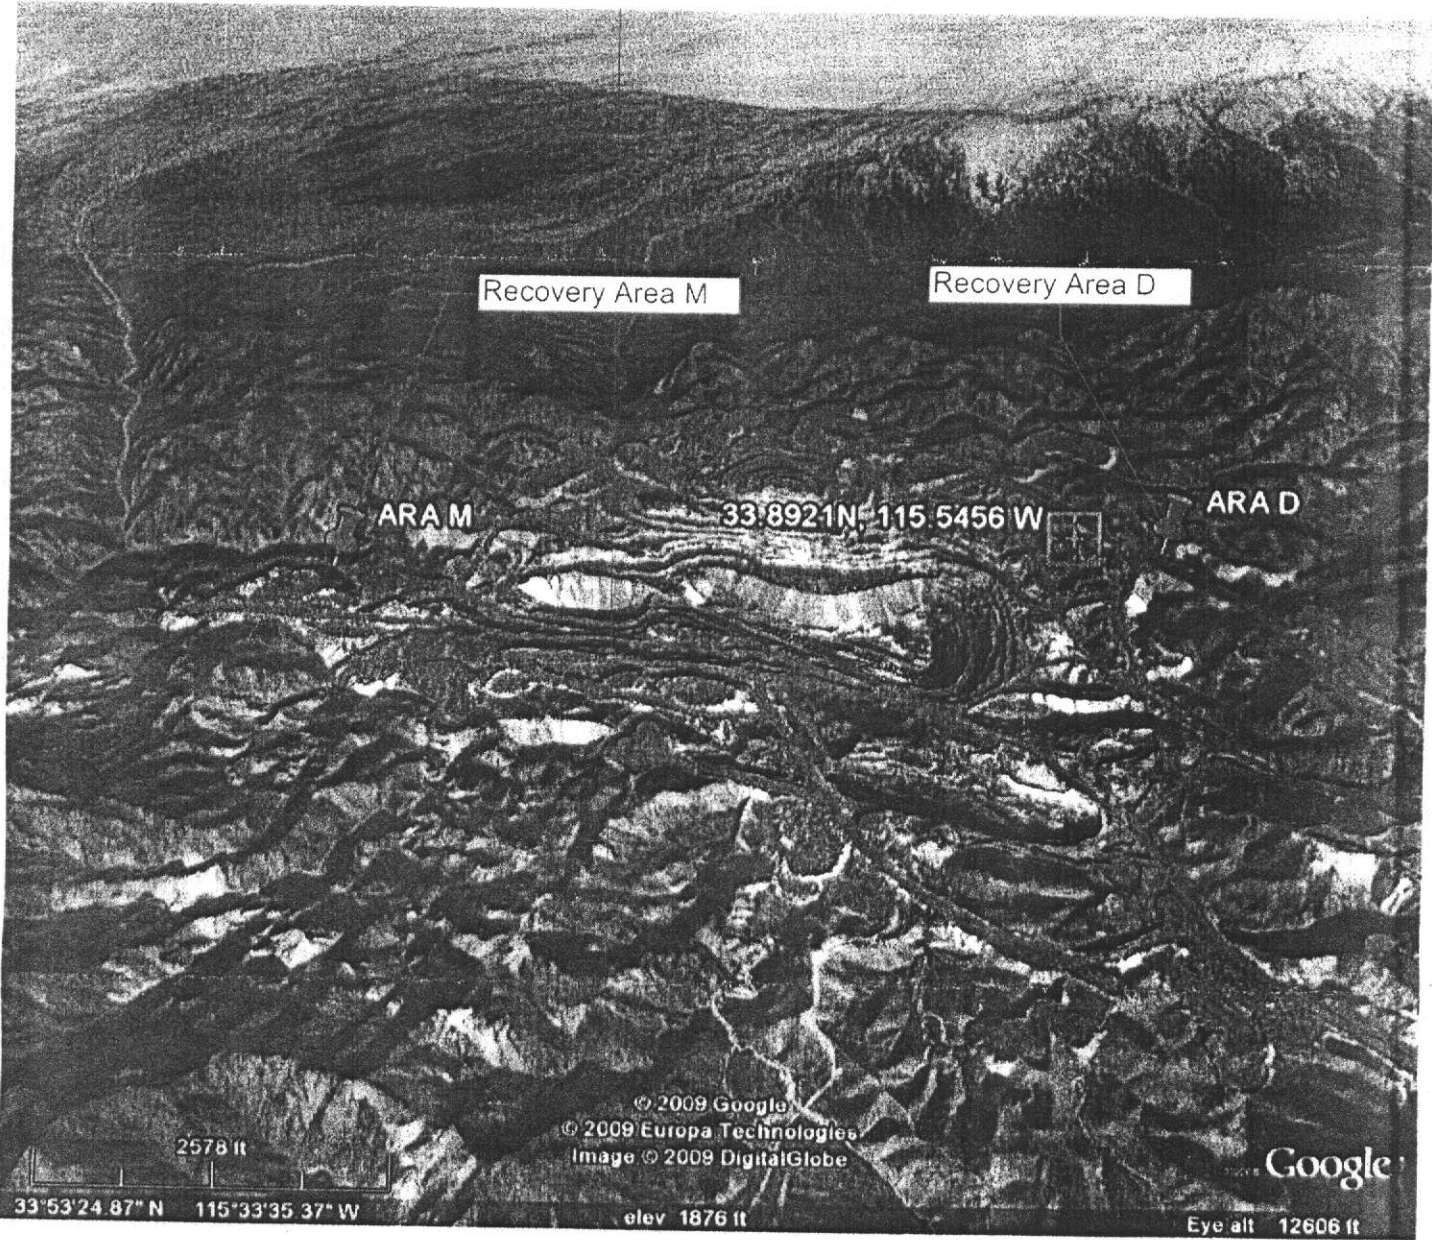 Recovery Area M
Recovery Area D
ARA M
33.8921N, 115.5456 W
ARA D
© 2009 Google
© 2009 Europa Technologies
Image © 2009 DigitalGlobe
2578 ft
Google
33°53'24.87" N 115°33'35.37" W
elev 1876 ft
Eye alt 12606 ft